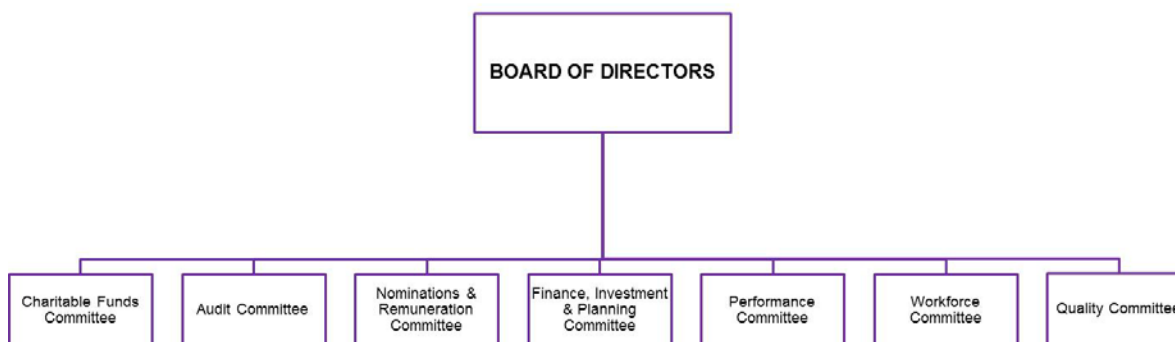 BOARD OF DIRECTORS
Charitable Funds
Committee
Audit Committee
Nominations &
Remuneration
Committee
Finance, Investment
& Planning
Committee
Performance
Committee
Workforce
Committee
Quality Committee